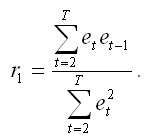 r_1 = \frac{\sum_{t=2}^{T} e_t e_{t-1}}{\sum_{t=2}^{T} e_t^2} .